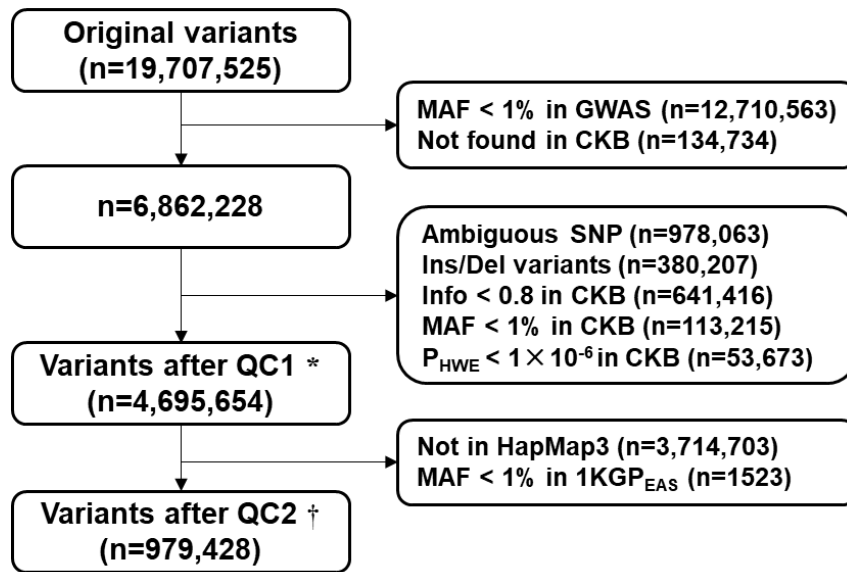 Original variants
(n=19,707,525)
MAF < 1% in GWAS (n=12,710,563)
Not found in CKB (n=134,734)
n=6,862,228
Ambiguous SNP (n=978,063)
Ins/Del variants (n=380,207)
Info < 0.8 in CKB (n=641,416)
MAF < 1% in CKB (n=113,215)
P_HWE < 1×10⁻⁶ in CKB (n=53,673)
Variants after QC1 *
(n=4,695,654)
Not in HapMap3 (n=3,714,703)
MAF < 1% in 1KGP_EAS (n=1523)
Variants after QC2 †
(n=979,428)